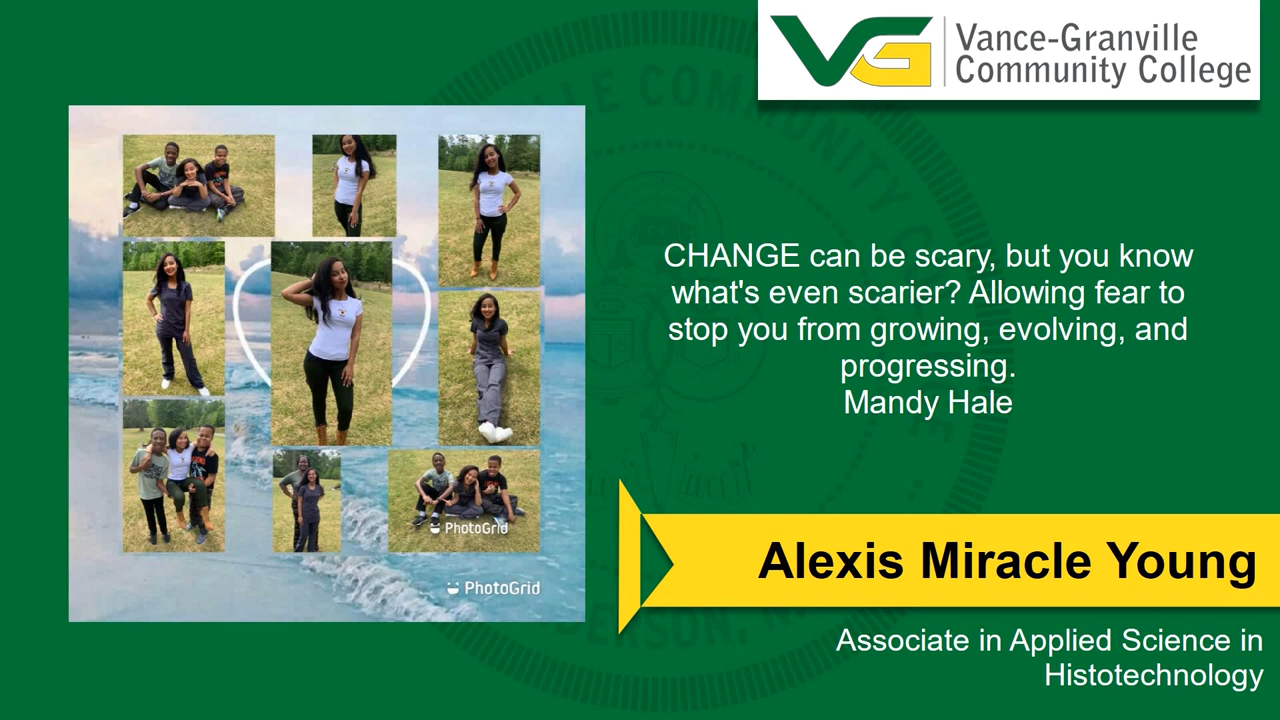 VG Vance-Granville
Community College
CHANGE can be scary, but you know
what's even scarier? Allowing fear to
stop you from growing, evolving, and
progressing.
Mandy Hale
PhotoGrid
PhotoGrid
Alexis Miracle Young
Associate in Applied Science in
Histotechnology